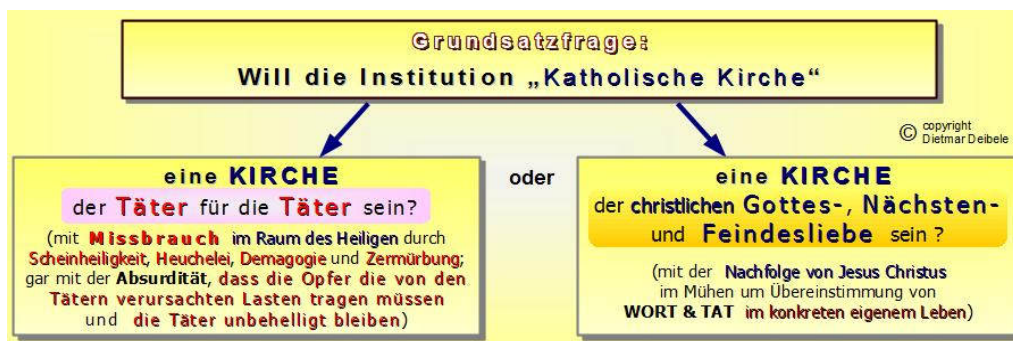 Grundsatzfrage:
Will die Institution „Katholische Kirche“
© copyright
Dietmar Deibele
eine KIRCHE
der Täter für die Täter sein?
(mit Missbrauch im Raum des Heiligen durch
Scheinheiligkeit, Heuchelei, Demagogie und Zermürbung;
gar mit der Absurdität, dass die Opfer die von den
Tätern verursachten Lasten tragen müssen
und die Täter unbehelligt bleiben)
oder
eine KIRCHE
der christlichen Gottes-, Nächsten-
und Feindesliebe sein ?
(mit der Nachfolge von Jesus Christus
im Mühen um Übereinstimmung von
WORT & TAT im konkreten eigenem Leben)